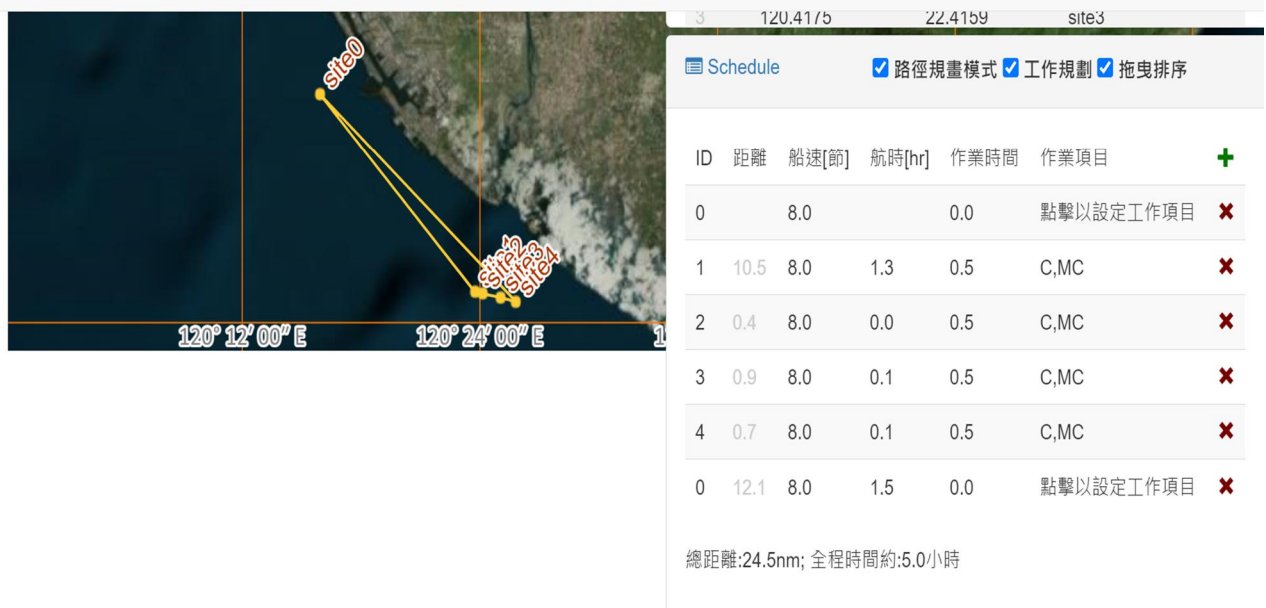 3 120.4175 22.4159 site3
site0
site2
site3
site4
120° 12′ 00″ E 120° 24′ 00″ E 1
Schedule 路徑規畫模式 工作規劃 拖曳排序
ID 距離 船速[節] 航時[hr] 作業時間 作業項目
0 8.0 0.0 點擊以設定工作項目
1 10.5 8.0 1.3 0.5 C,MC
2 0.4 8.0 0.0 0.5 C,MC
3 0.9 8.0 0.1 0.5 C,MC
4 0.7 8.0 0.1 0.5 C,MC
0 12.1 8.0 1.5 0.0 點擊以設定工作項目
總距離:24.5nm; 全程時間約:5.0小時